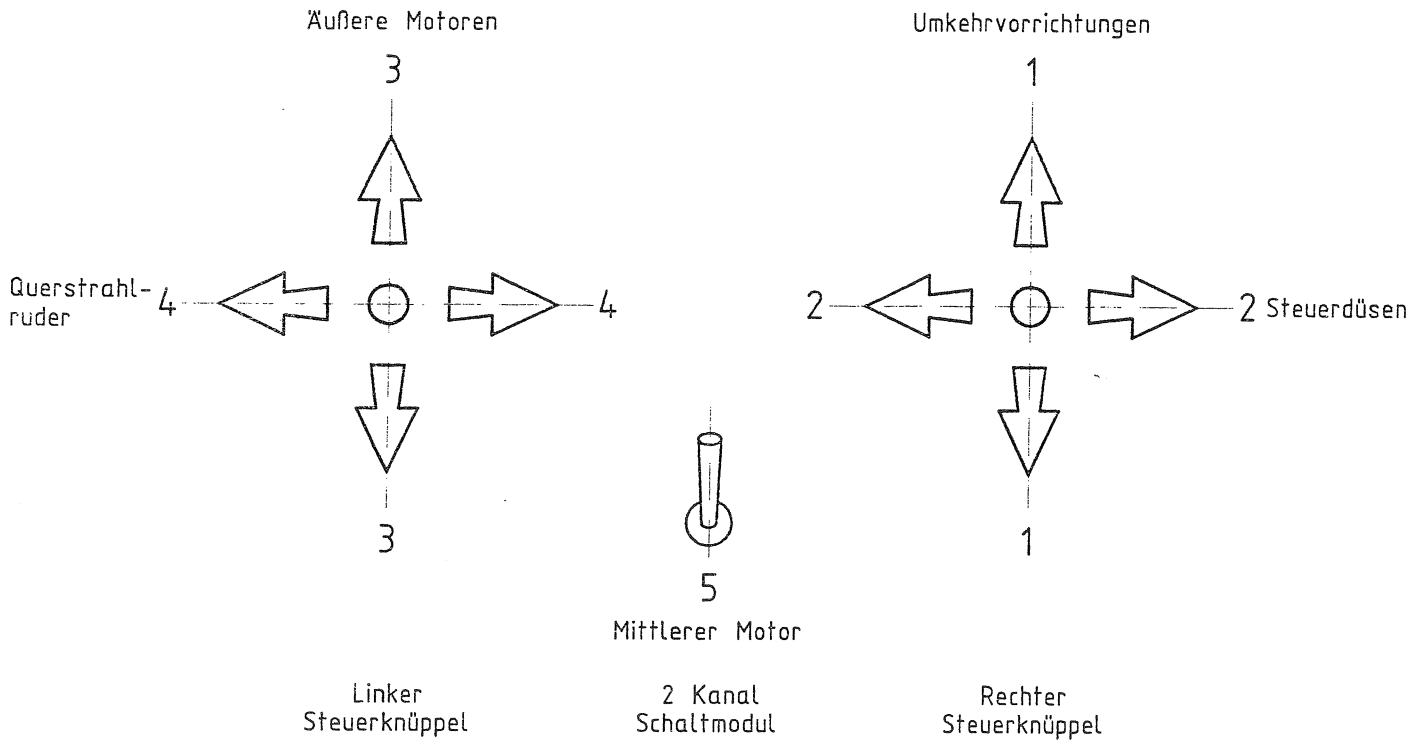 Äußere Motoren
Umkehrvorrichtungen
3
1
Querstrahl-
ruder
4
4
2
2 Steuerdüsen
3
1
5
Mittlerer Motor
Linker
Steuerknüppel
2 Kanal
Schaltmodul
Rechter
Steuerknüppel